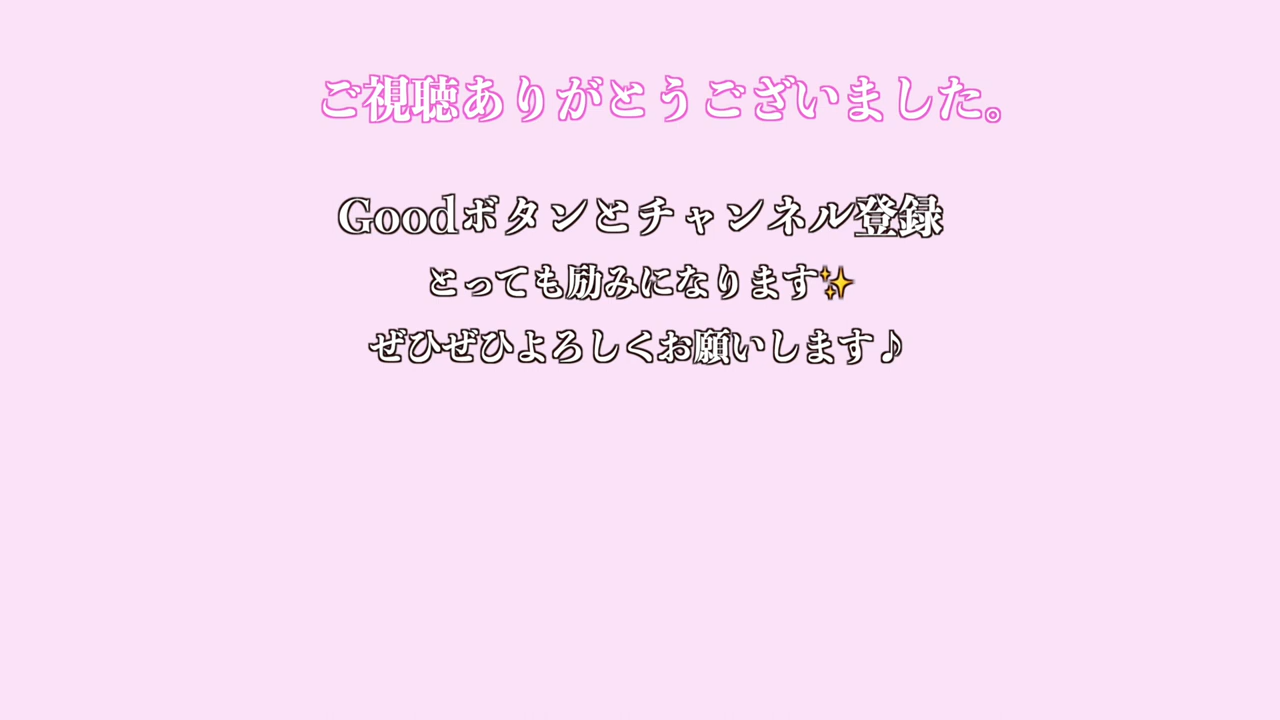 ご視聴ありがとうございました。
Goodボタンとチャンネル登録
とっても励みになります✨
ぜひぜひよろしくお願いします♪